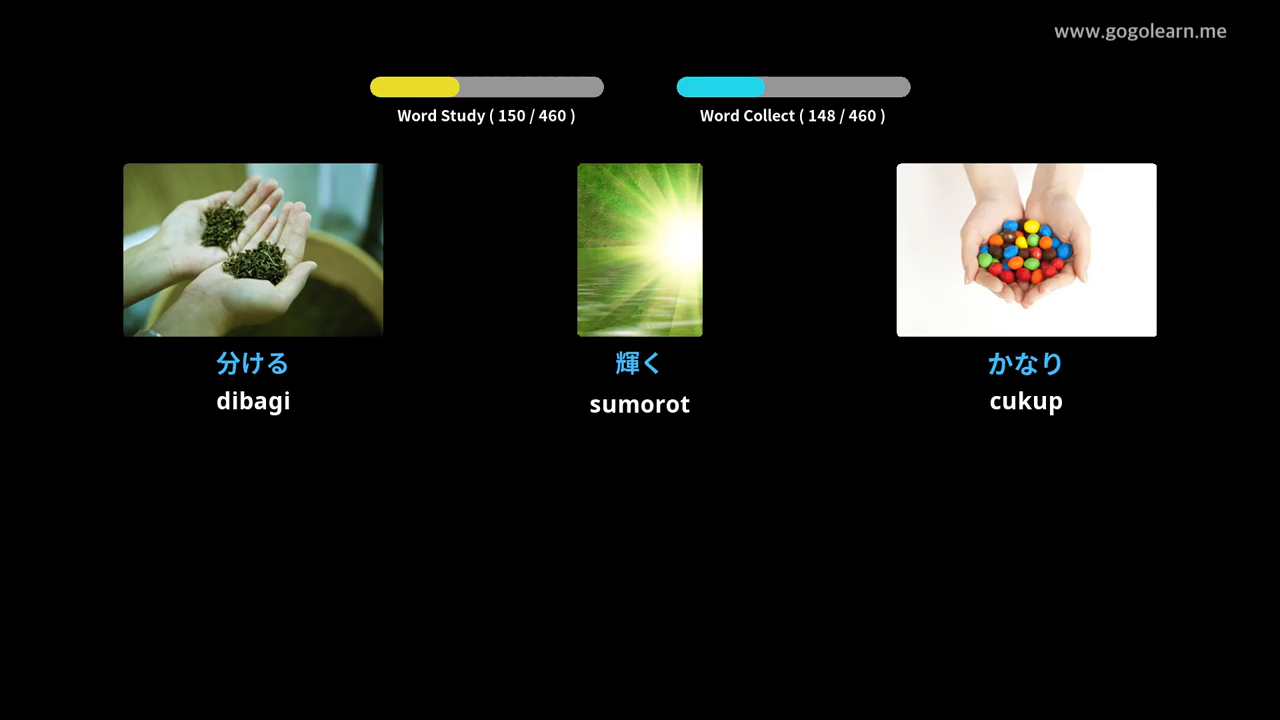 www.gogolearn.me
Word Study ( 150 / 460 )
Word Collect ( 148 / 460 )
分ける
dibagi
輝く
sumorot
かなり
cukup